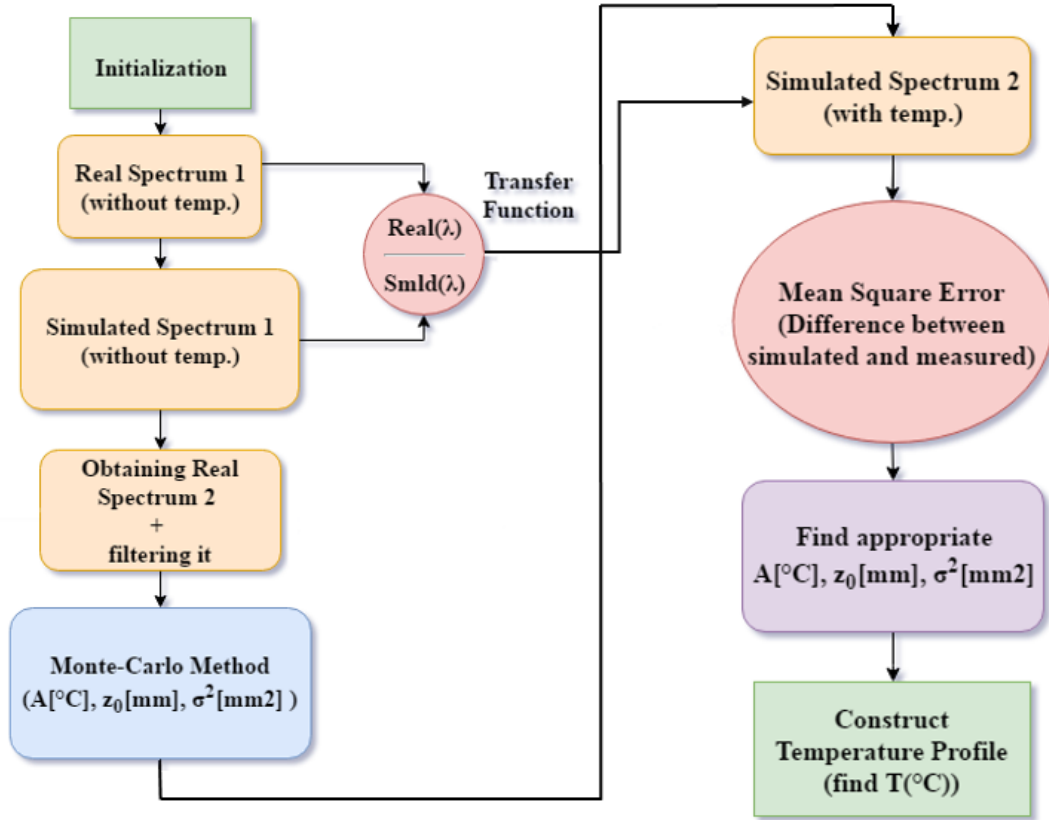 Initialization
Real Spectrum 1
(without temp.)
Simulated Spectrum 1
(without temp.)
Obtaining Real
Spectrum 2
+
filtering it
Monte-Carlo Method
(A[°C], z₀[mm], σ²[mm2] )
Real(λ)
Smld(λ)
Transfer
Function
Simulated Spectrum 2
(with temp.)
Mean Square Error
(Difference between
simulated and measured)
Find appropriate
A[°C], z₀[mm], σ²[mm2]
Construct
Temperature Profile
(find T(°C))